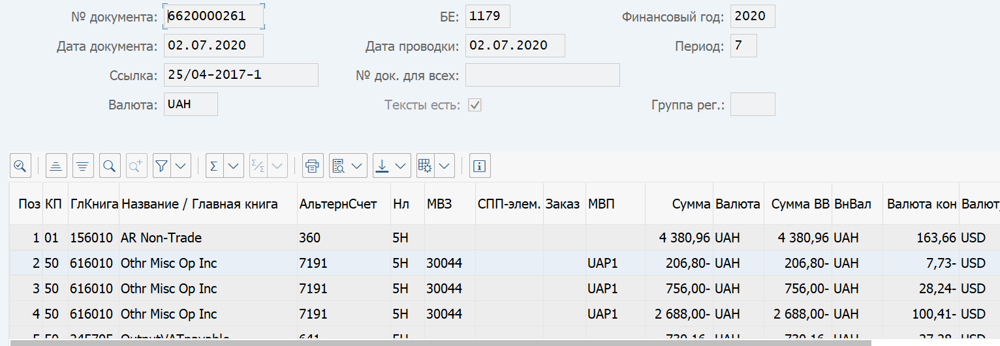 № документа: 6620000261 БЕ: 1179 Финансовый год: 2020
Дата документа: 02.07.2020 Дата проводки: 02.07.2020 Период: 7
Ссылка: 25/04-2017-1 № док. для всех:
Валюта: UAH Тексты есть: Группа рег.:
Поз КП ГлКнига Название / Главная книга АльтернСчет Нл МВЗ СПП-элем. Заказ МВП Сумма Валюта Сумма ВВ ВнВал Валюта кон Валют
1 01 156010 AR Non-Trade 360 5H 4 380,96 UAH 4 380,96 UAH 163,66 USD
2 50 616010 Othr Misc Op Inc 7191 5H 30044 UAP1 206,80- UAH 206,80- UAH 7,73- USD
3 50 616010 Othr Misc Op Inc 7191 5H 30044 UAP1 756,00- UAH 756,00- UAH 28,24- USD
4 50 616010 Othr Misc Op Inc 7191 5H 30044 UAP1 2 688,00- UAH 2 688,00- UAH 100,41- USD
5 50 245705 OutputVATpayable 641 5H 730,16- UAH 730,16- UAH 27,28- USD